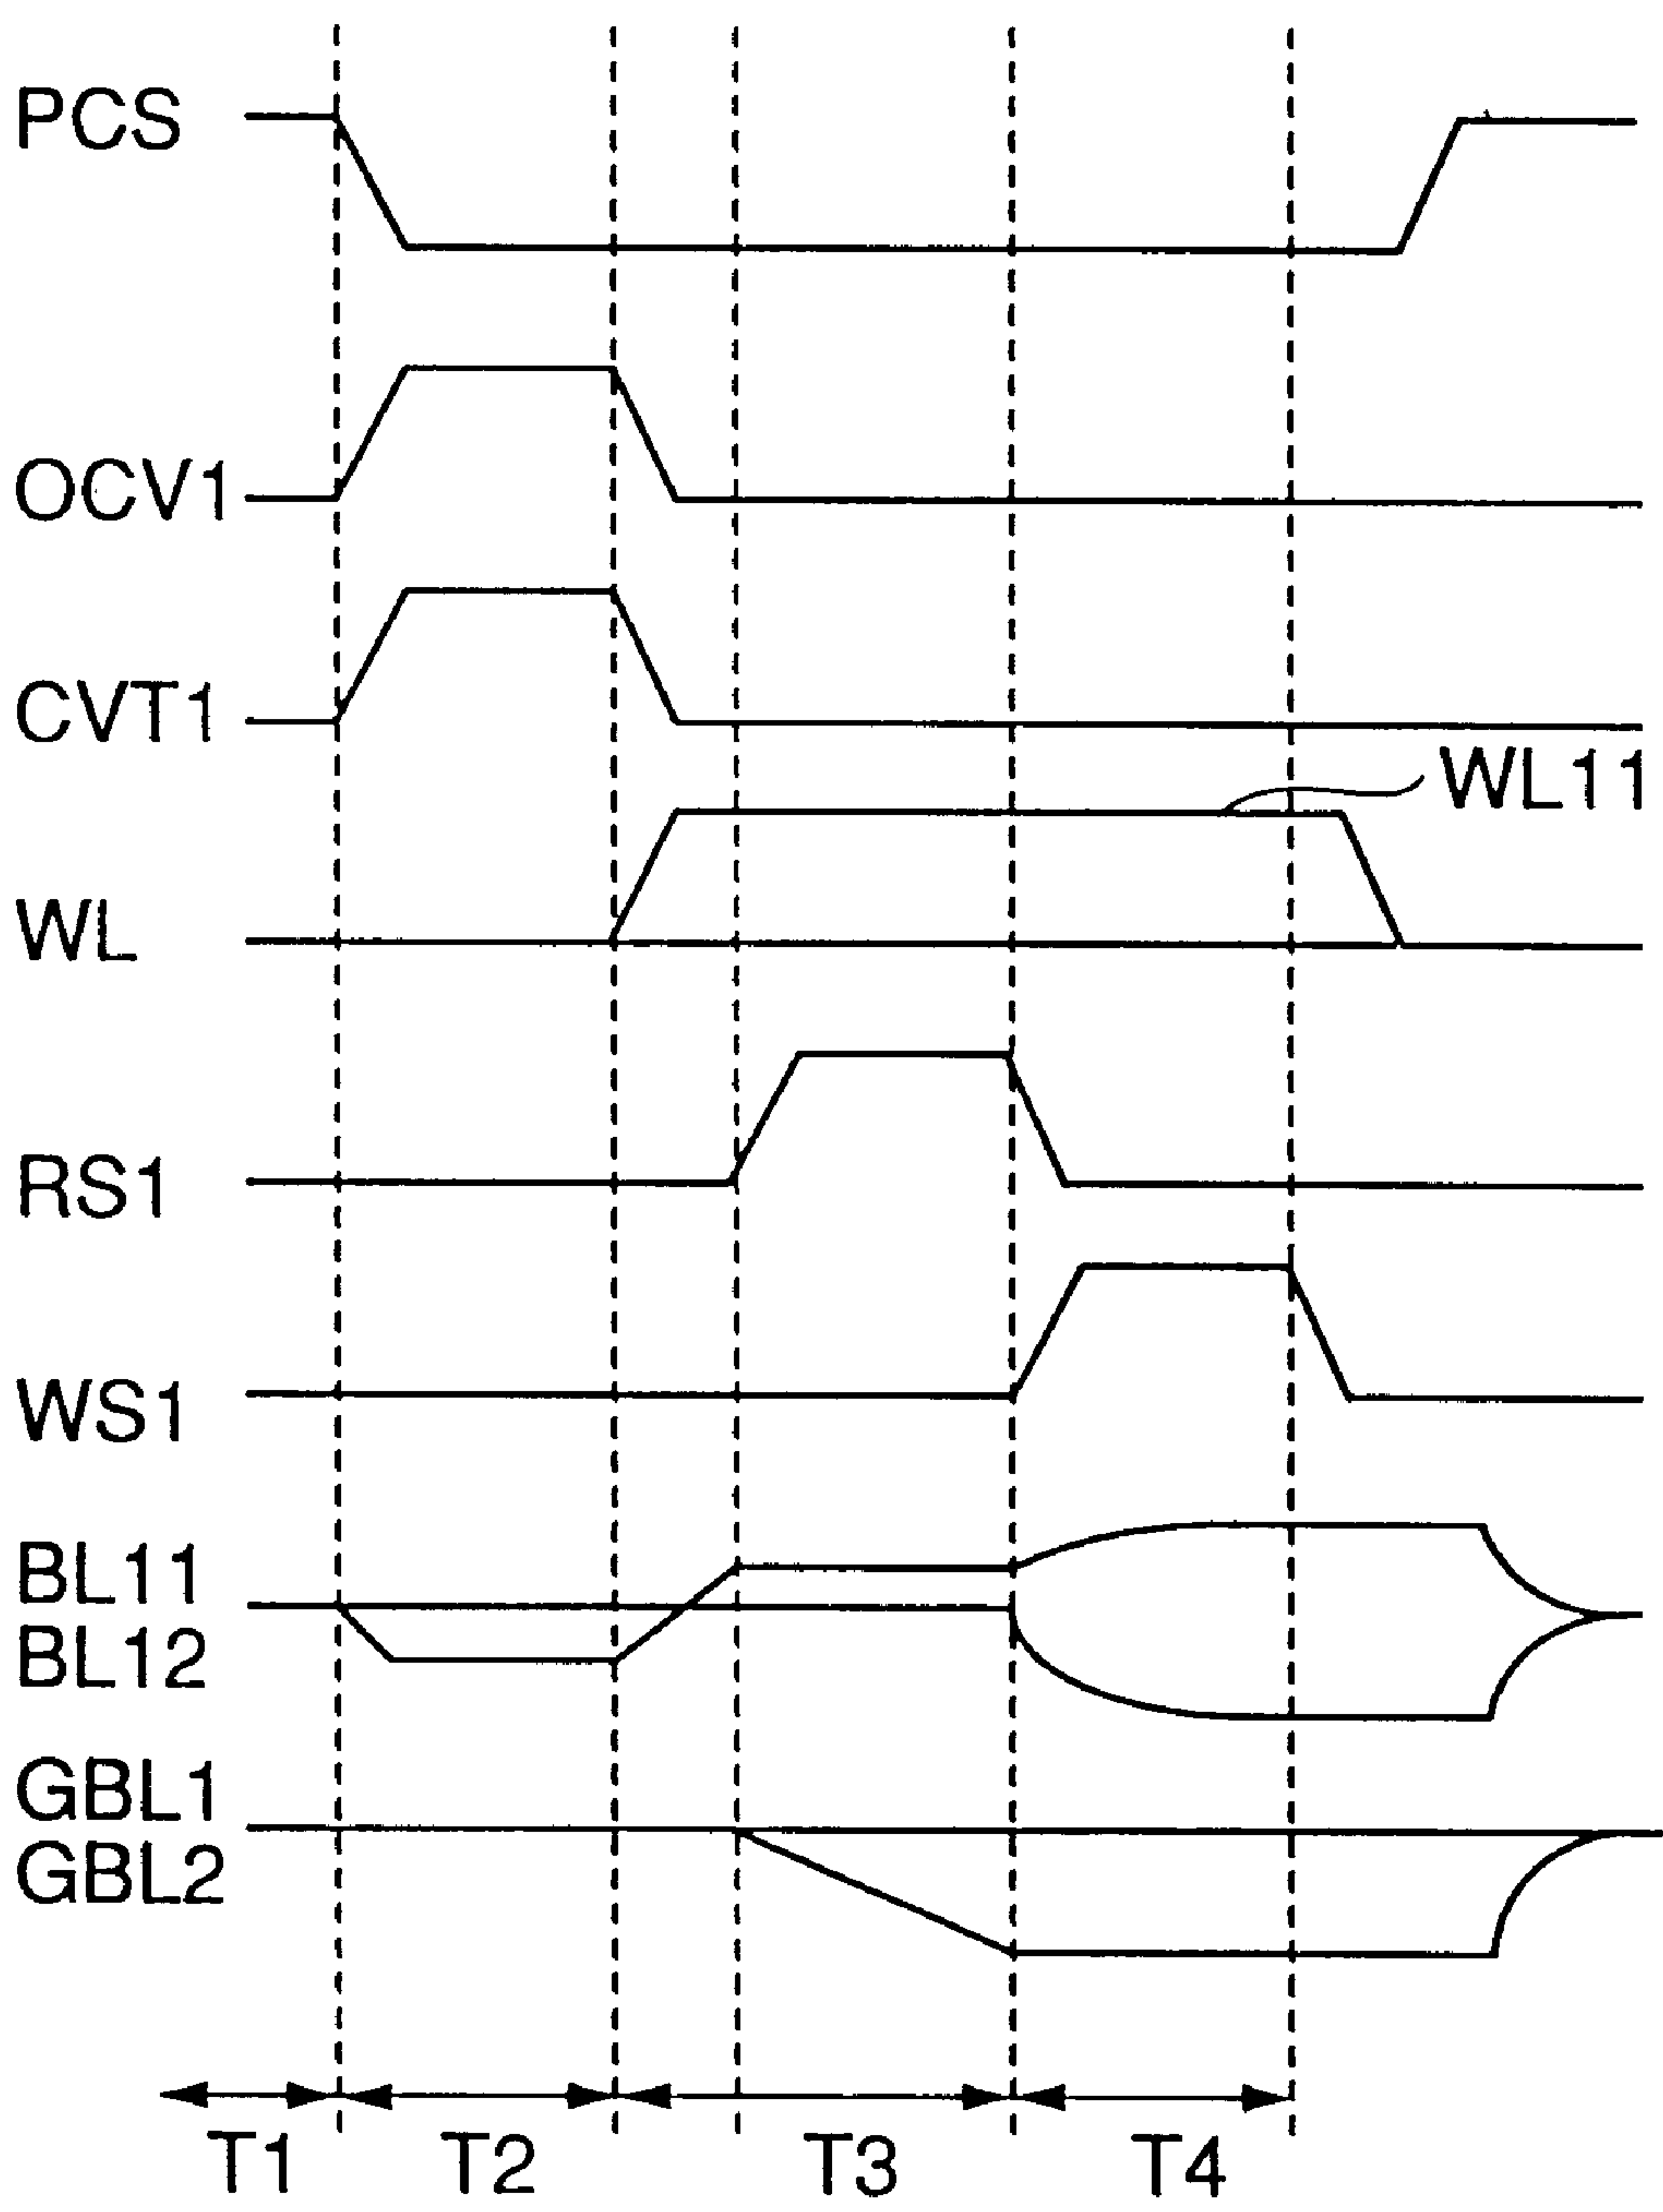 PCS
OCV1
CVT1
WL11
WL
RS1
WS1
BL11
BL12
GBL1
GBL2
T1 T2 T3 T4